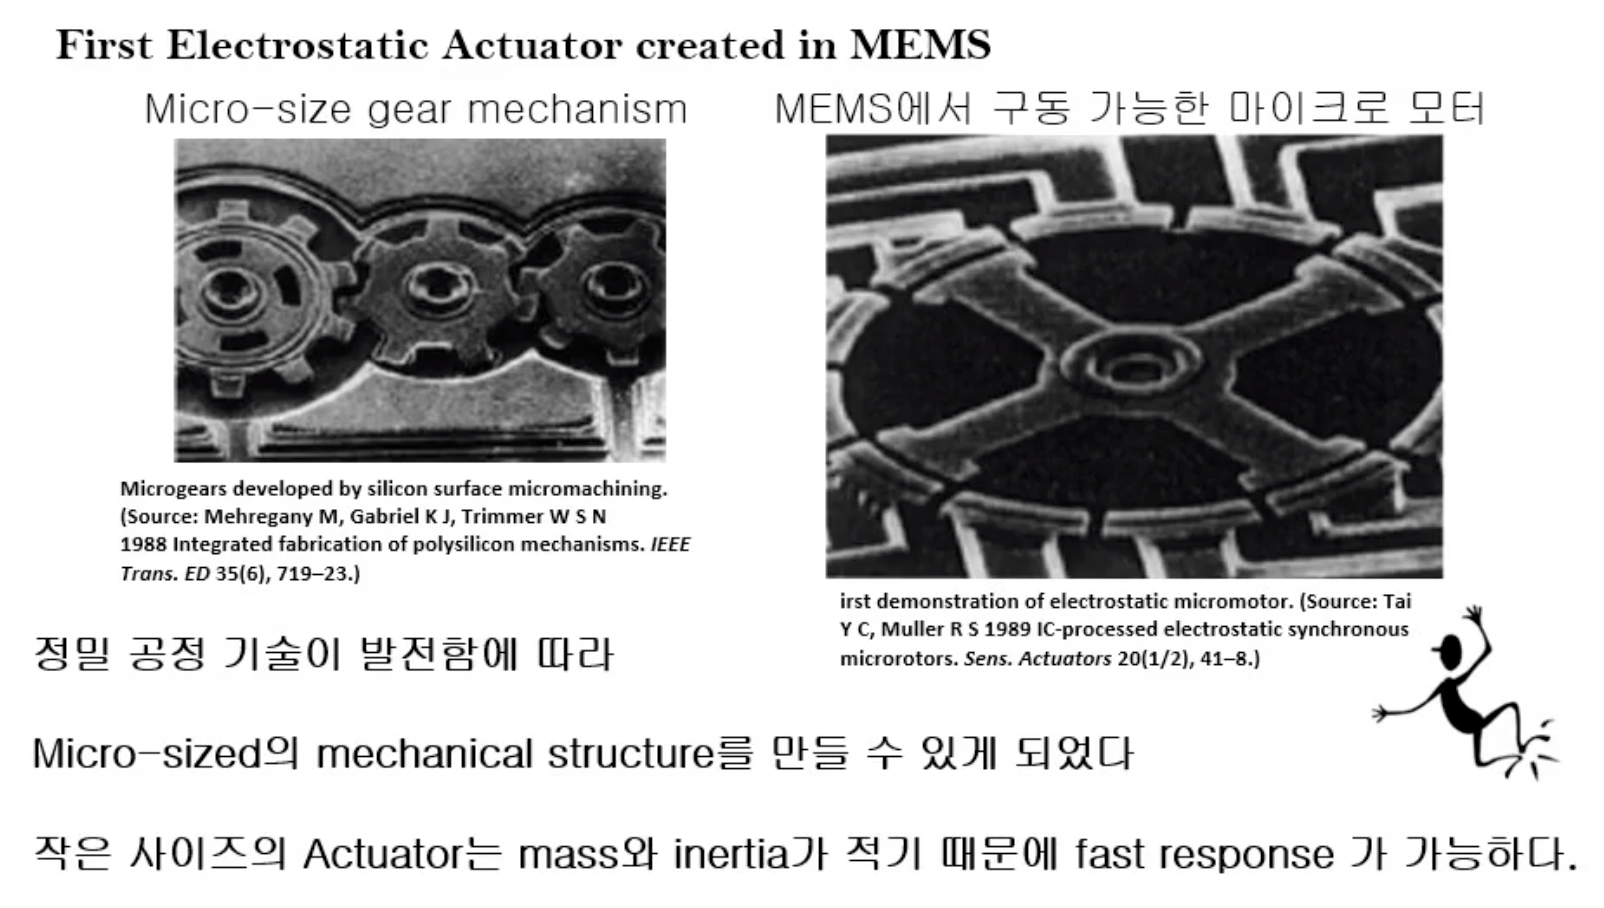 First Electrostatic Actuator created in MEMS
Micro-size gear mechanism
MEMS에서 구동 가능한 마이크로 모터
Microgears developed by silicon surface micromachining.
(Source: Mehregany M, Gabriel K J, Trimmer W S N
1988 Integrated fabrication of polysilicon mechanisms. IEEE
Trans. ED 35(6), 719–23.)
irst demonstration of electrostatic micromotor. (Source: Tai
Y C, Muller R S 1989 IC-processed electrostatic synchronous
microrotors. Sens. Actuators 20(1/2), 41–8.)
정밀 공정 기술이 발전함에 따라
Micro-sized의 mechanical structure를 만들 수 있게 되었다
작은 사이즈의 Actuator는 mass와 inertia가 적기 때문에 fast response 가 가능하다.